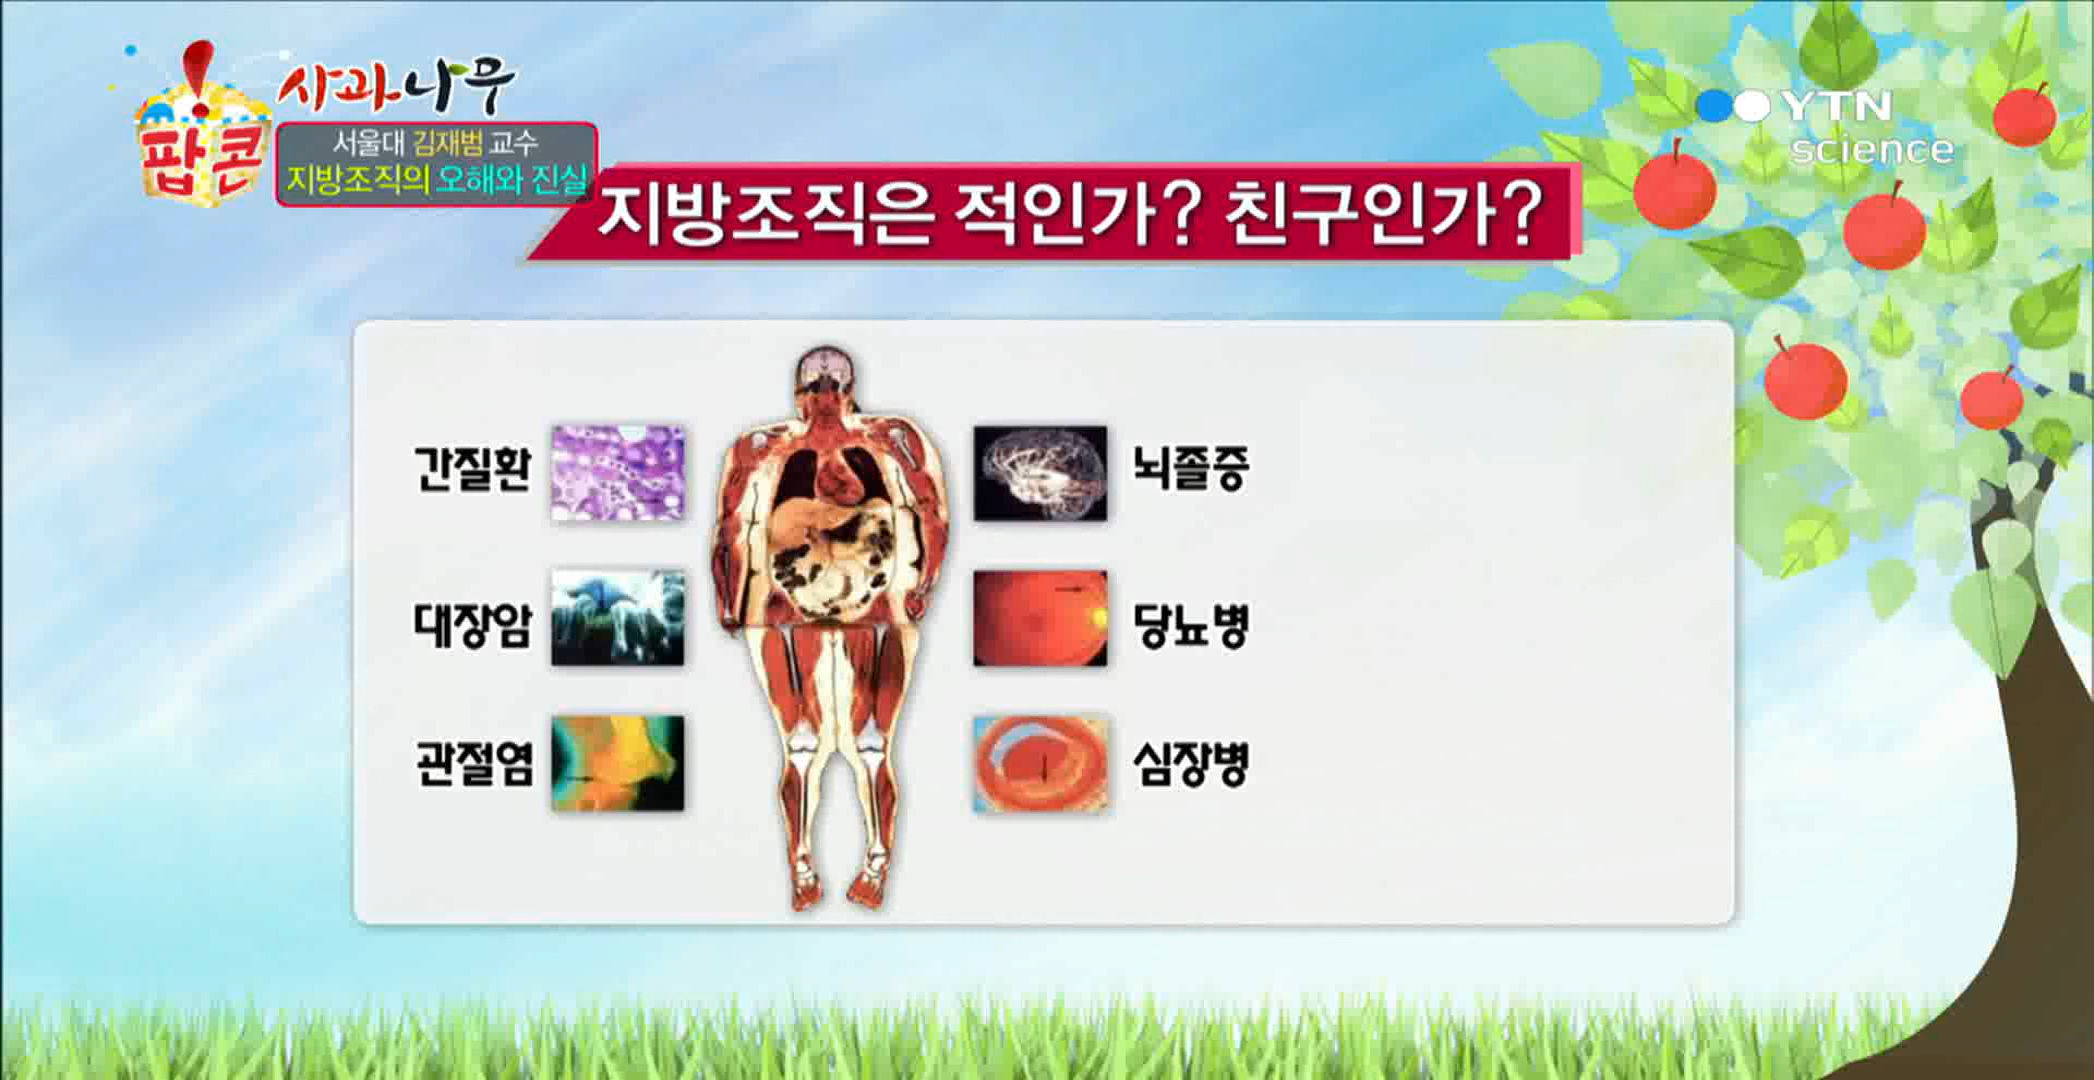 팝콘
사과나무
서울대 김재범 교수
지방조직의 오해와 진실
YTN
science
지방조직은 적인가? 친구인가?
간질환
뇌졸증
대장암
당뇨병
관절염
심장병